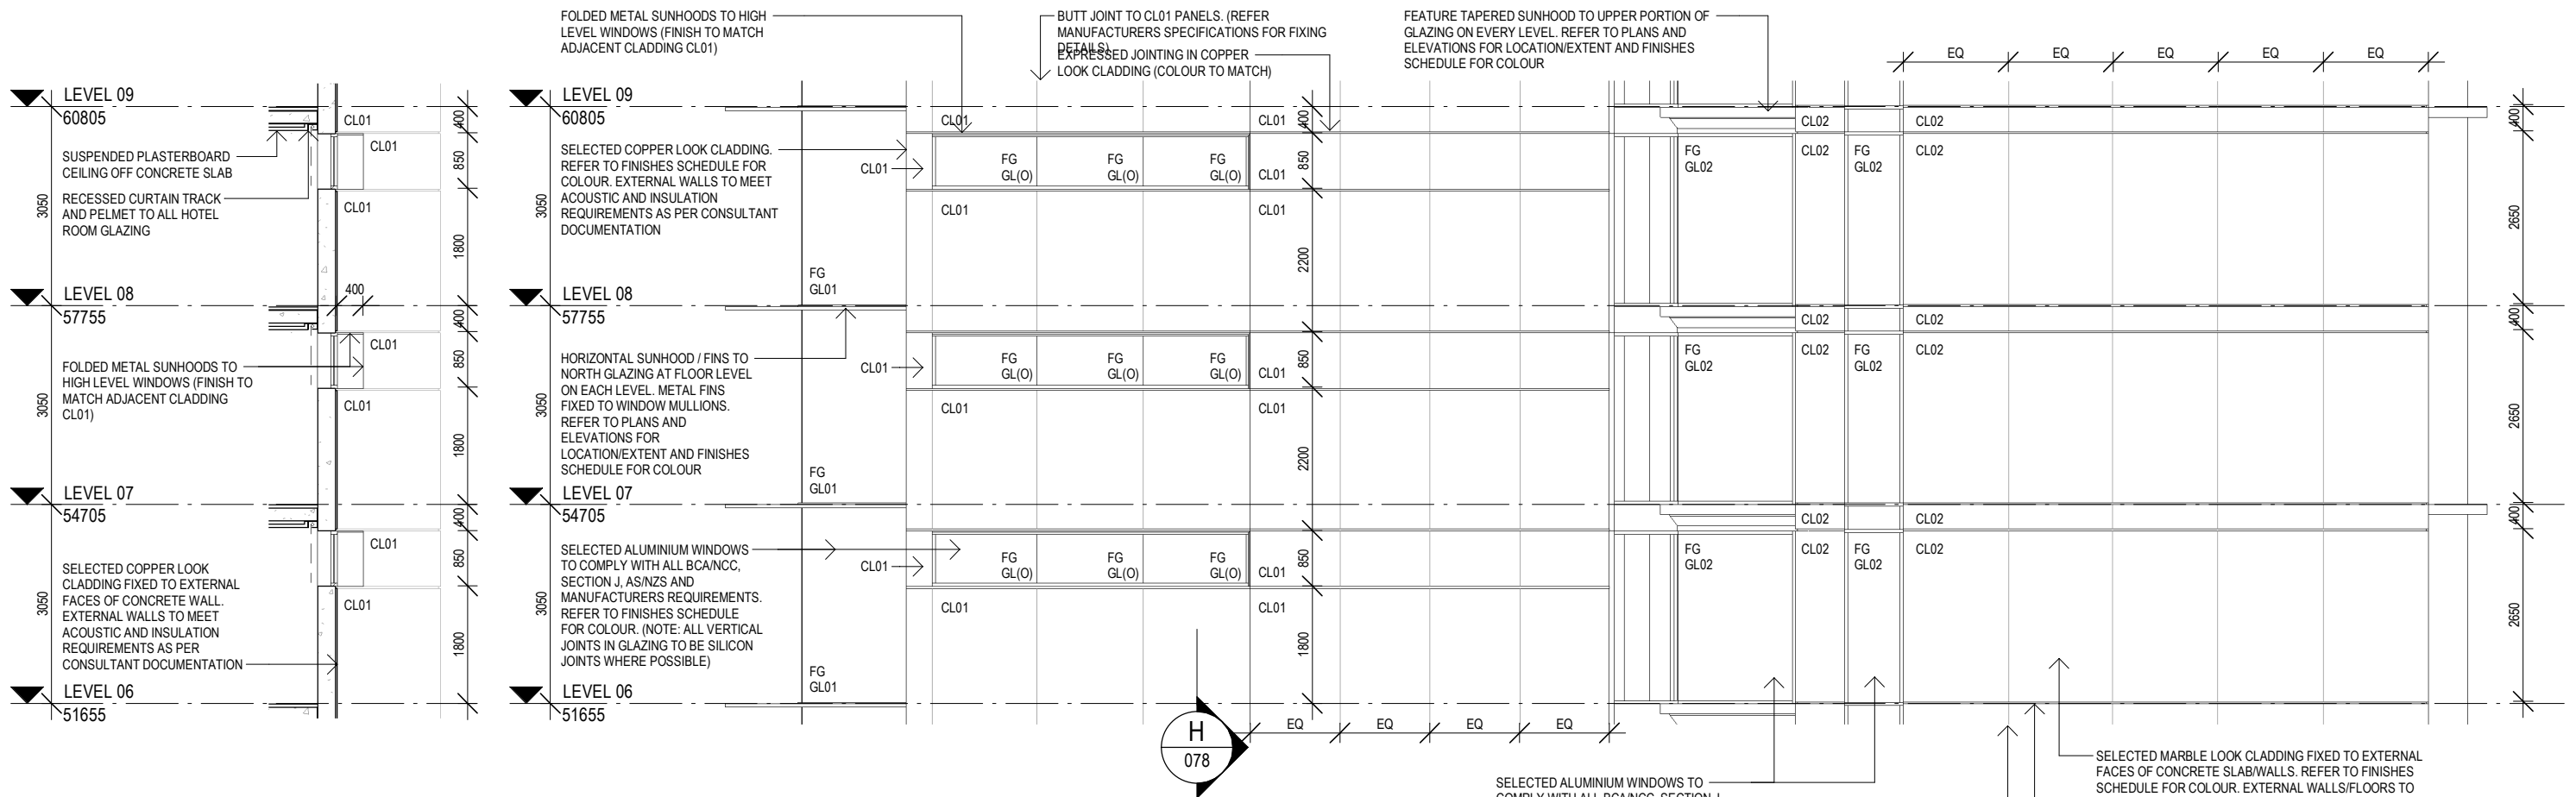 FOLDED METAL SUNHOODS TO HIGH
LEVEL WINDOWS (FINISH TO MATCH
ADJACENT CLADDING CL01)
BUTT JOINT TO CL01 PANELS. (REFER
MANUFACTURERS SPECIFICATIONS FOR FIXING
DETAILS)
EXPRESSED JOINTING IN COPPER
LOOK CLADDING (COLOUR TO MATCH)
FEATURE TAPERED SUNHOOD TO UPPER PORTION OF
GLAZING ON EVERY LEVEL. REFER TO PLANS AND
ELEVATIONS FOR LOCATION/EXTENT AND FINISHES
SCHEDULE FOR COLOUR
EQ EQ EQ EQ EQ
LEVEL 09
60805
SUSPENDED PLASTERBOARD
CEILING OFF CONCRETE SLAB
RECESSED CURTAIN TRACK
AND PELMET TO ALL HOTEL
ROOM GLAZING
3050
LEVEL 08
57755
FOLDED METAL SUNHOODS TO
HIGH LEVEL WINDOWS (FINISH TO
MATCH ADJACENT CLADDING
CL01)
3050
LEVEL 07
54705
SELECTED COPPER LOOK
CLADDING FIXED TO EXTERNAL
FACES OF CONCRETE WALL.
EXTERNAL WALLS TO MEET
ACOUSTIC AND INSULATION
REQUIREMENTS AS PER
CONSULTANT DOCUMENTATION
3050
LEVEL 06
51655
CL01
CL01
CL01
400
CL01
CL01
CL01
CL01
400
850
1800
400
850
1800
400
850
1800
LEVEL 09
60805
SELECTED COPPER LOOK CLADDING.
REFER TO FINISHES SCHEDULE FOR
COLOUR. EXTERNAL WALLS TO MEET
ACOUSTIC AND INSULATION
REQUIREMENTS AS PER CONSULTANT
DOCUMENTATION
3050
LEVEL 08
57755
HORIZONTAL SUNHOOD / FINS TO
NORTH GLAZING AT FLOOR LEVEL
ON EACH LEVEL. METAL FINS
FIXED TO WINDOW MULLIONS.
REFER TO PLANS AND
ELEVATIONS FOR
LOCATION/EXTENT AND FINISHES
SCHEDULE FOR COLOUR
3050
LEVEL 07
54705
SELECTED ALUMINIUM WINDOWS
TO COMPLY WITH ALL BCA/NCC,
SECTION J, AS/NZS AND
MANUFACTURERS REQUIREMENTS.
REFER TO FINISHES SCHEDULE
FOR COLOUR. (NOTE: ALL VERTICAL
JOINTS IN GLAZING TO BE SILICON
JOINTS WHERE POSSIBLE)
3050
LEVEL 06
51655
FG
GL01
FG
GL01
FG
GL01
CL01 CL01
CL01
FG FG FG
GL(O) GL(O) GL(O)
CL01
CL01 CL01
CL01
FG FG FG
GL(O) GL(O) GL(O)
CL01
CL01 CL01
CL01
FG FG FG
GL(O) GL(O) GL(O)
CL01
CL01 CL01
400
850
2200
850
2200
850
1800
H
078
EQ EQ EQ EQ
CL02 CL02
FG CL02 FG CL02
GL02 GL02
CL02 CL02
FG CL02 FG CL02
GL02 GL02
CL02 CL02
FG CL02 FG CL02
GL02 GL02
400
2650
400
2650
400
2650
SELECTED MARBLE LOOK CLADDING FIXED TO EXTERNAL
FACES OF CONCRETE SLAB/WALLS. REFER TO FINISHES
SCHEDULE FOR COLOUR. EXTERNAL WALLS/FLOORS TO
SELECTED ALUMINIUM WINDOWS TO
COMPLY WITH ALL BCA/NCC, SECTION J,